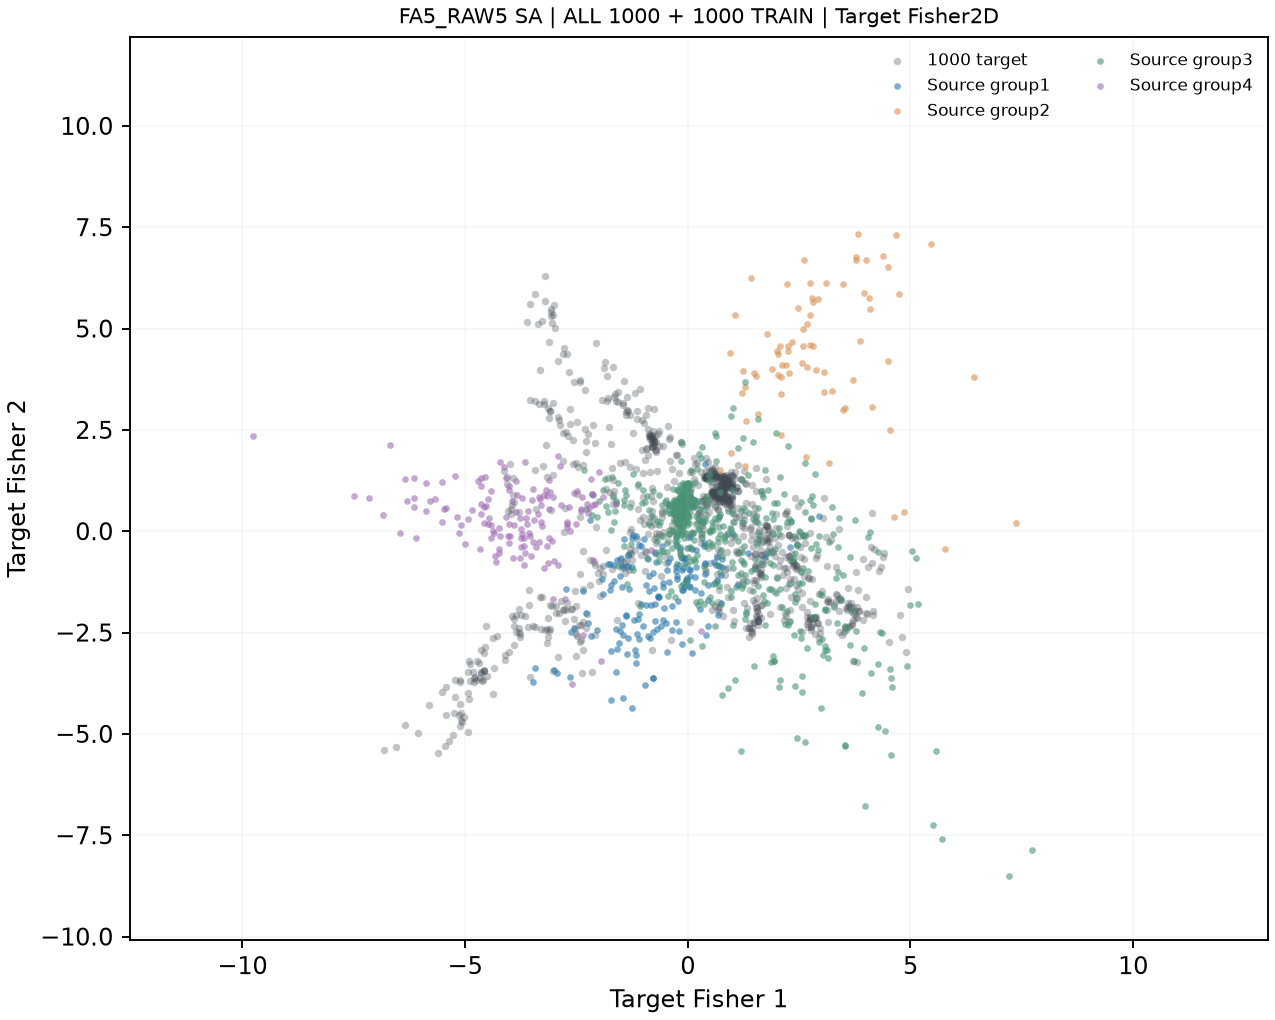 FA5_RAW5 SA | ALL 1000 + 1000 TRAIN | Target Fisher2D
1000 target
Source group1
Source group2
Source group3
Source group4
Target Fisher 2
10.0
7.5
5.0
2.5
0.0
−2.5
−5.0
−7.5
−10.0
−10
−5
0
5
10
Target Fisher 1